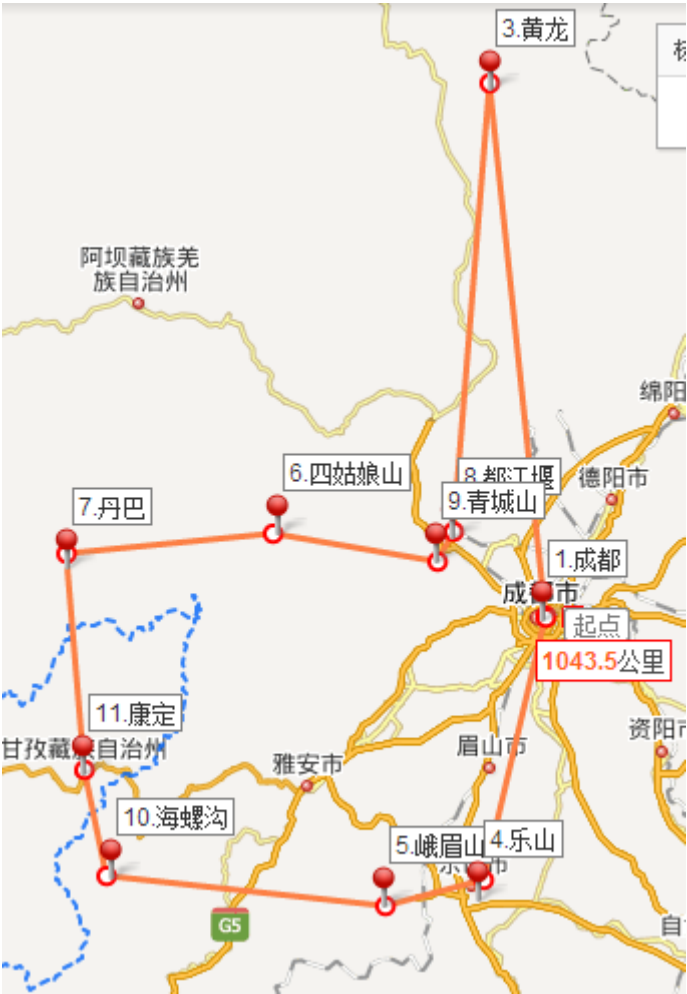 3.黄龙
阿坝藏族羌
族自治州
绵阳
6.四姑娘山
8.都江堰
德阳市
7.丹巴
9.青城山
1.成都
成都市
起点
1043.5公里
11.康定
甘孜藏族自治州
资阳市
眉山市
雅安市
10.海螺沟
5.峨眉山
4.乐山
G5
自